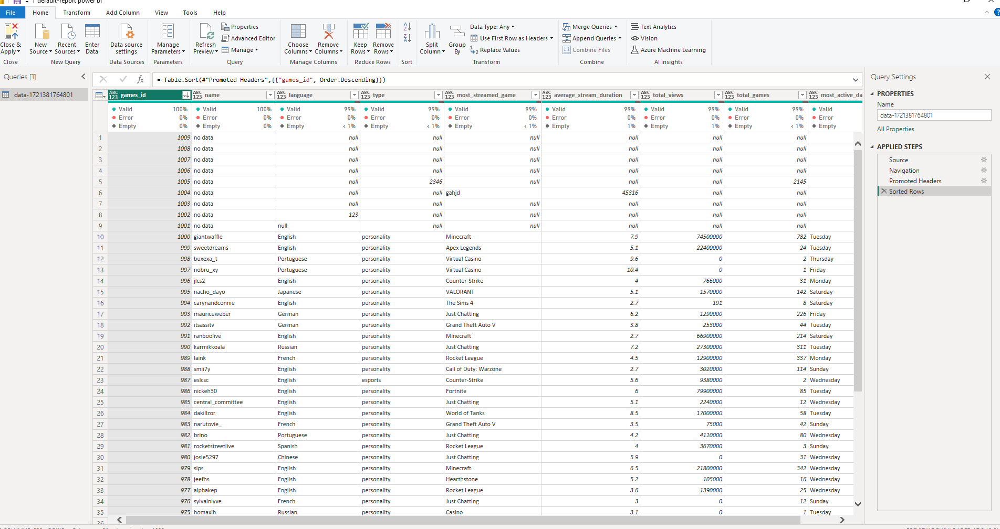 default-report power bi
File Home Transform Add Column View Tools Help
Close & Apply
New Source
Recent Sources
Enter Data
Data source settings
Manage Parameters
Refresh Preview
Properties
Advanced Editor
Manage
Choose Columns
Remove Columns
Keep Rows
Remove Rows
Split Column
Group By
Data Type: Any
Use First Row as Headers
Replace Values
Merge Queries
Append Queries
Combine Files
Text Analytics
Vision
Azure Machine Learning
Close New Query Data Sources Parameters Query Manage Columns Reduce Rows Sort Transform Combine AI Insights
Queries [1]
data-1721381764801
fx = Table.Sort(#"Promoted Headers",{{"games_id", Order.Descending}})
ABC 123 games_id ABC 123 name ABC 123 language ABC 123 type ABC 123 most_streamed_game ABC 123 average_stream_duration ABC 123 total_views ABC 123 total_games ABC 123 most_active_da
Valid 100% Valid 100% Valid 99% Valid 99% Valid 99% Valid 99% Valid 99% Valid 99% Valid
Error 0% Error 0% Error 0% Error 0% Error 0% Error 0% Error 0% Error 0% Error
Empty 0% Empty 0% Empty < 1% Empty < 1% Empty < 1% Empty 1% Empty 1% Empty < 1% Empty
1 1009 no data null null null null null null
2 1008 no data null null null null null null
3 1007 no data null null null null null null
4 1006 no data null null null null null null
5 1005 no data null 2346 null null null 2145
6 1004 no data null null gahjd 45316 null null
7 1003 no data null null null null null null
8 1002 no data 123 null null null null null
9 1001 no data null null null null null null
10 1000 giantwaffle English personality Minecraft 7.9 74500000 782 Tuesday
11 999 sweetdreams English personality Apex Legends 5.1 22400000 24 Tuesday
12 998 buxexa_t Portuguese personality Virtual Casino 9.6 0 2 Thursday
13 997 nobru_xy Portuguese personality Virtual Casino 10.4 0 1 Friday
14 996 jlcs2 English personality Counter-Strike 4 766000 31 Monday
15 995 nacho_dayo Japanese personality VALORANT 5.1 1570000 142 Saturday
16 994 carynandconnie English personality The Sims 4 2.7 191 8 Saturday
17 993 mauriceweber German personality Just Chatting 6.2 1290000 226 Friday
18 992 itsassitv German personality Grand Theft Auto V 3.8 253000 44 Tuesday
19 991 ranboolive English personality Minecraft 2.7 66900000 214 Saturday
20 990 karmikkoala Russian personality Just Chatting 7.2 27300000 311 Tuesday
21 989 laink French personality Rocket League 4.5 12900000 337 Monday
22 988 smii7y English personality Call of Duty: Warzone 2.7 3020000 114 Sunday
23 987 eslcsc English esports Counter-Strike 5.6 9380000 2 Wednesday
24 986 nickeh30 English personality Fortnite 6 79900000 85 Tuesday
25 985 central_committee English personality Just Chatting 5.1 2240000 12 Wednesday
26 984 dakillzor English personality World of Tanks 8.5 17000000 58 Tuesday
27 983 narutovie_ French personality Grand Theft Auto V 3.5 75000 42 Sunday
28 982 brino Portuguese personality Just Chatting 4.2 4110000 80 Wednesday
29 981 rocketstreetlive Spanish personality Rocket League 4 3670000 3 Sunday
30 980 josie5297 Chinese personality Just Chatting 5.9 0 31 Wednesday
31 979 sips_ English personality Minecraft 6.5 21800000 342 Wednesday
32 978 jeefhs English personality Hearthstone 5.2 105000 16 Wednesday
33 977 alphakep English personality Rocket League 3.6 1390000 25 Wednesday
34 976 sylvainlyve French personality Just Chatting 3 0 12 Sunday
35 975 homaxih Russian personality Casino 3.1 0 1 Tuesday
36
Query Settings
PROPERTIES
Name
data-1721381764801
All Properties
APPLIED STEPS
Source
Navigation
Promoted Headers
Sorted Rows